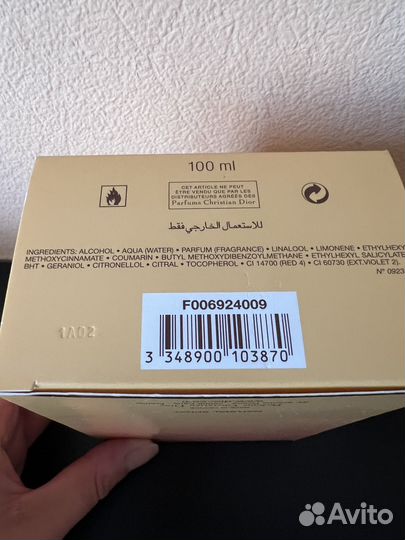 100 ml
CET ARTICLE NE PEUT
ÊTRE VENDU QUE PAR LES
DISTRIBUTEURS AGRÉÉS DES
Parfums Christian Dior
للاستعمال الخارجي فقط
INGREDIENTS: ALCOHOL • AQUA (WATER) • PARFUM (FRAGRANCE) • LINALOOL • LIMONENE • ETHYLHEXYL
METHOXYCINNAMATE • COUMARIN • BUTYL METHOXYDIBENZOYLMETHANE • ETHYLHEXYL SALICYLATE
BHT • GERANIOL • CITRONELLOL • CITRAL • TOCOPHEROL • CI 14700 (RED 4) • CI 60730 (EXT.VIOLET 2).
N° 0923
F006924009
1A02
3 348900 103870
Avito